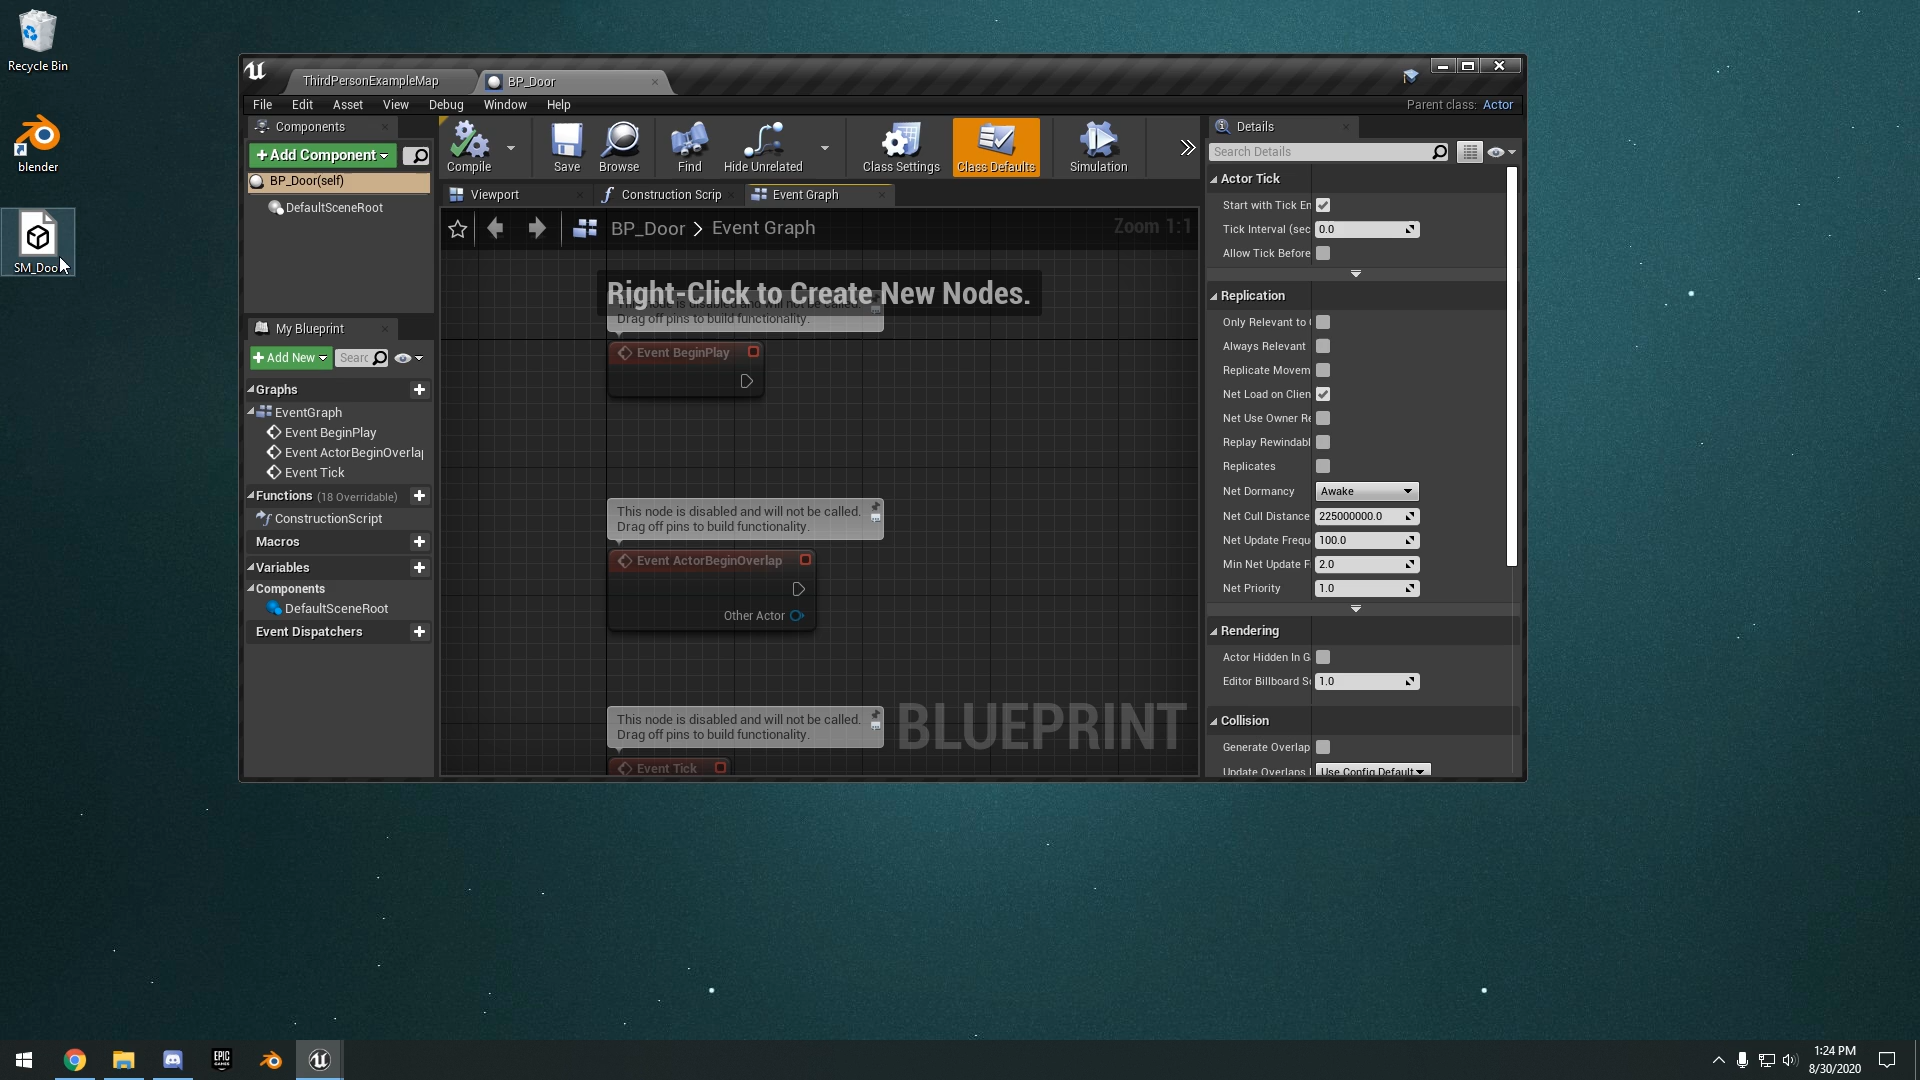 Recycle Bin
blender
SM_Doo
ThirdPersonExampleMap
BP_Door
File Edit Asset View Debug Window Help
Parent class: Actor
Components
+Add Component
BP_Door(self)
DefaultSceneRoot
Compile
Save
Browse
Find
Hide Unrelated
Class Settings
Class Defaults
Simulation
Viewport
Construction Scrip
Event Graph
BP_Door > Event Graph
Zoom 1:1
Right-Click to Create New Nodes.
Drag off pins to build functionality.
Event BeginPlay
This node is disabled and will not be called.
Drag off pins to build functionality.
Event ActorBeginOverlap
Other Actor
This node is disabled and will not be called.
Drag off pins to build functionality.
Event Tick
BLUEPRINT
My Blueprint
+Add New
Searc
Graphs
EventGraph
Event BeginPlay
Event ActorBeginOverla
Event Tick
Functions (18 Overridable)
ConstructionScript
Macros
Variables
Components
DefaultSceneRoot
Event Dispatchers
Details
Search Details
Actor Tick
Start with Tick En
Tick Interval (sec 0.0
Allow Tick Before
Replication
Only Relevant to
Always Relevant
Replicate Movem
Net Load on Clien
Net Use Owner Re
Replay Rewindabl
Replicates
Net Dormancy Awake
Net Cull Distance 225000000.0
Net Update Frequ 100.0
Min Net Update F 2.0
Net Priority 1.0
Rendering
Actor Hidden In G
Editor Billboard Sc 1.0
Collision
Generate Overlap
Update Overlaps Use Config Default
EPIC
GAMES
1:24 PM
8/30/2020